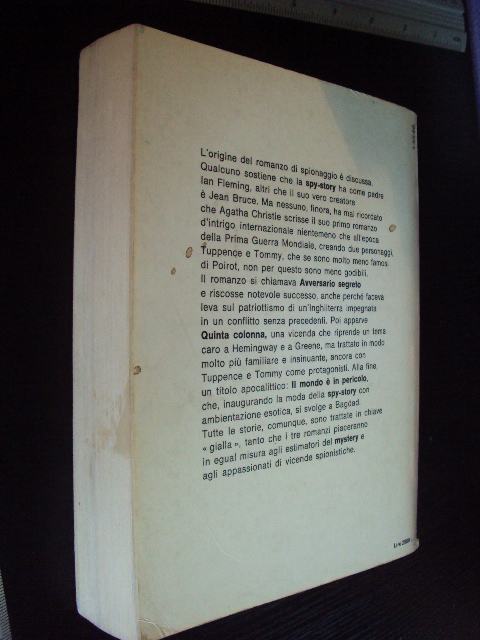 L'origine del romanzo di spionaggio è discussa.
Qualcuno sostiene che la spy-story ha come padre
Ian Fleming, altri che il suo vero creatore
è Jean Bruce. Ma nessuno, finora, ha mai ricordato
che Agatha Christie scrisse il suo primo romanzo
d'intrigo internazionale nientemeno che all'epoca
della Prima Guerra Mondiale, creando due personaggi,
Tuppence e Tommy, che se sono molto meno famosi
di Poirot, non per questo sono meno godibili.
Il romanzo si chiamava Avversario segreto
e riscosse notevole successo, anche perché faceva
leva sul patriottismo di un'Inghilterra impegnata
in un conflitto senza precedenti. Poi apparve
Quinta colonna, una vicenda che riprende un tema
caro a Hemingway e a Greene, ma trattato in modo
molto più familiare e insinuante, ancora con
Tuppence e Tommy come protagonisti. Alla fine,
un titolo apocalittico: Il mondo è in pericolo,
che, inaugurando la moda della spy-story con
ambientazione esotica, si svolge a Bagdad.
Tutte le storie, comunque, sono trattate in chiave
« gialla », tanto che i tre romanzi piaceranno
in egual misura agli estimatori del mystery e
agli appassionati di vicende spionistiche.